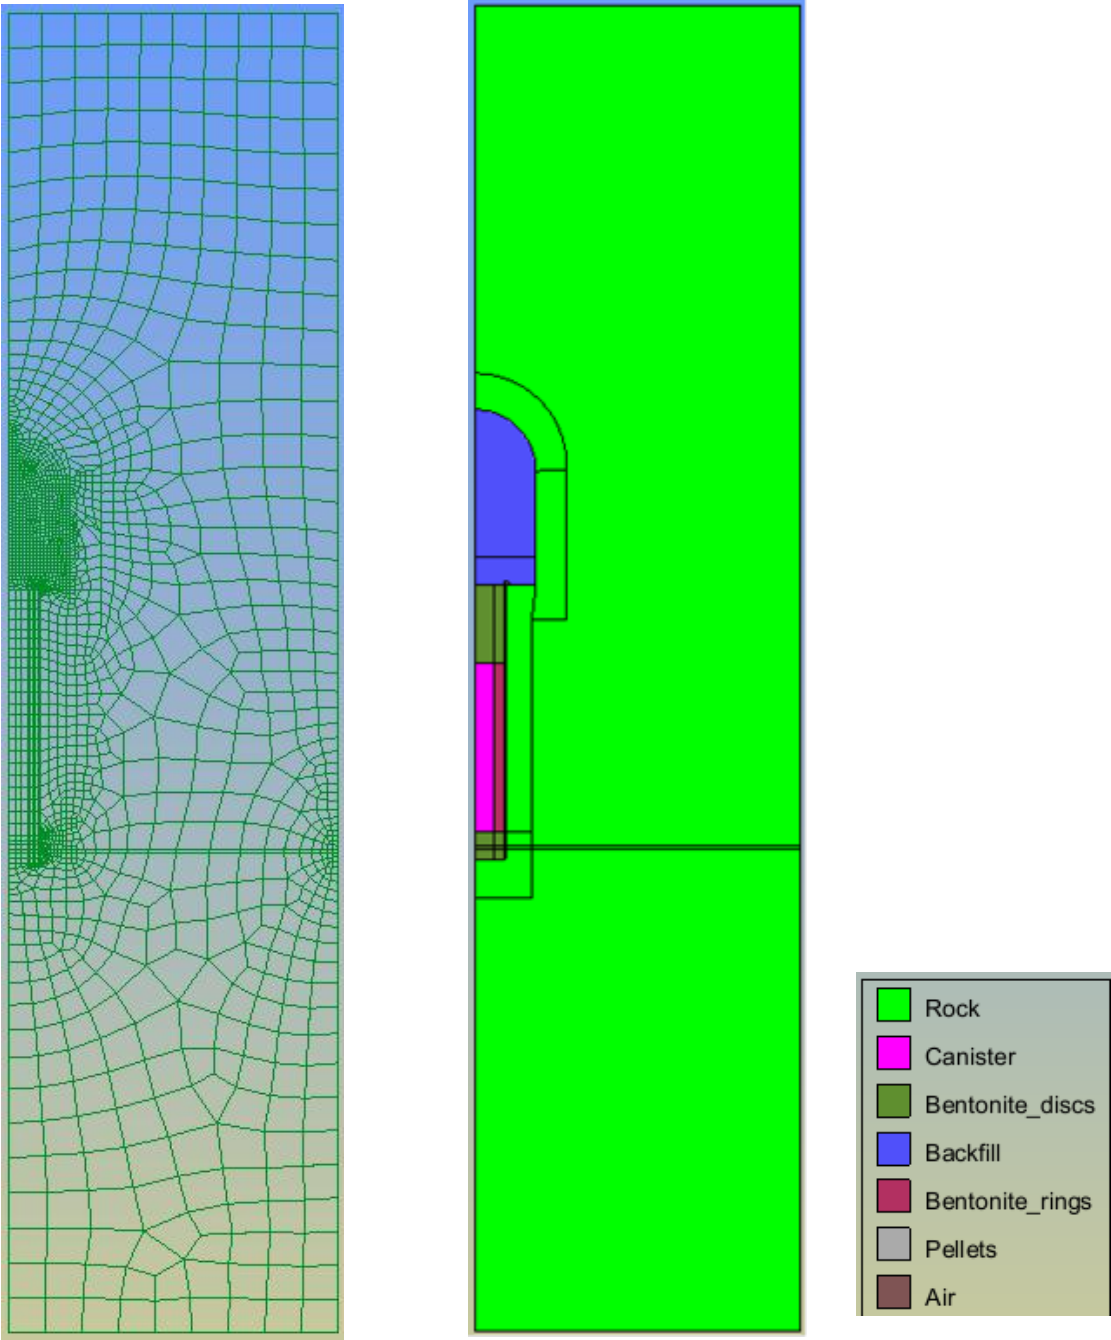 Rock
Canister
Bentonite_discs
Backfill
Bentonite_rings
Pellets
Air